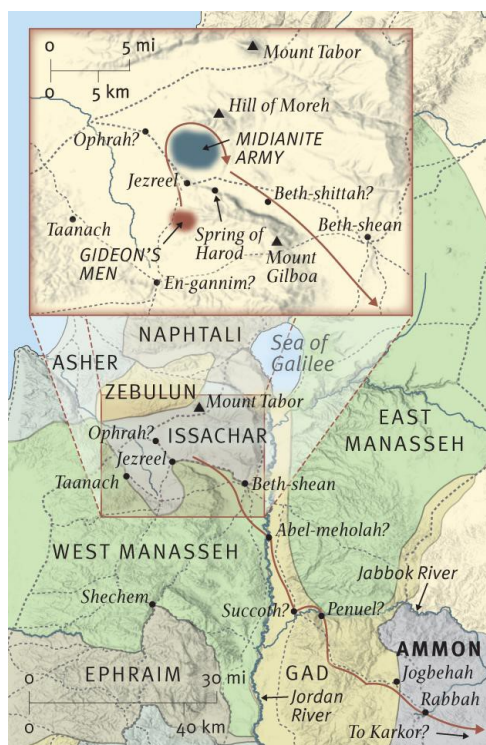 0 5 mi
0 5 km
Mount Tabor
Hill of Moreh
Ophrah?
MIDIANITE
ARMY
Jezreel
Beth-shittah?
Taanach
GIDEON'S
MEN
Spring of
Harod
Beth-shean
Mount
Gilboa
En-gannim?
NAPHTALI
Sea of
Galilee
ASHER
ZEBULUN
Mount Tabor
EAST
MANASSEH
Ophrah?
ISSACHAR
Jezreel
Taanach
Beth-shean
Abel-meholah?
WEST MANASSEH
Jabbok River
Shechem
Succoth?
Penuel?
AMMON
EPHRAIM
GAD
Jogbehah
0 30 mi
Jordan
River
Rabbah
0 40 km
To Karkor?